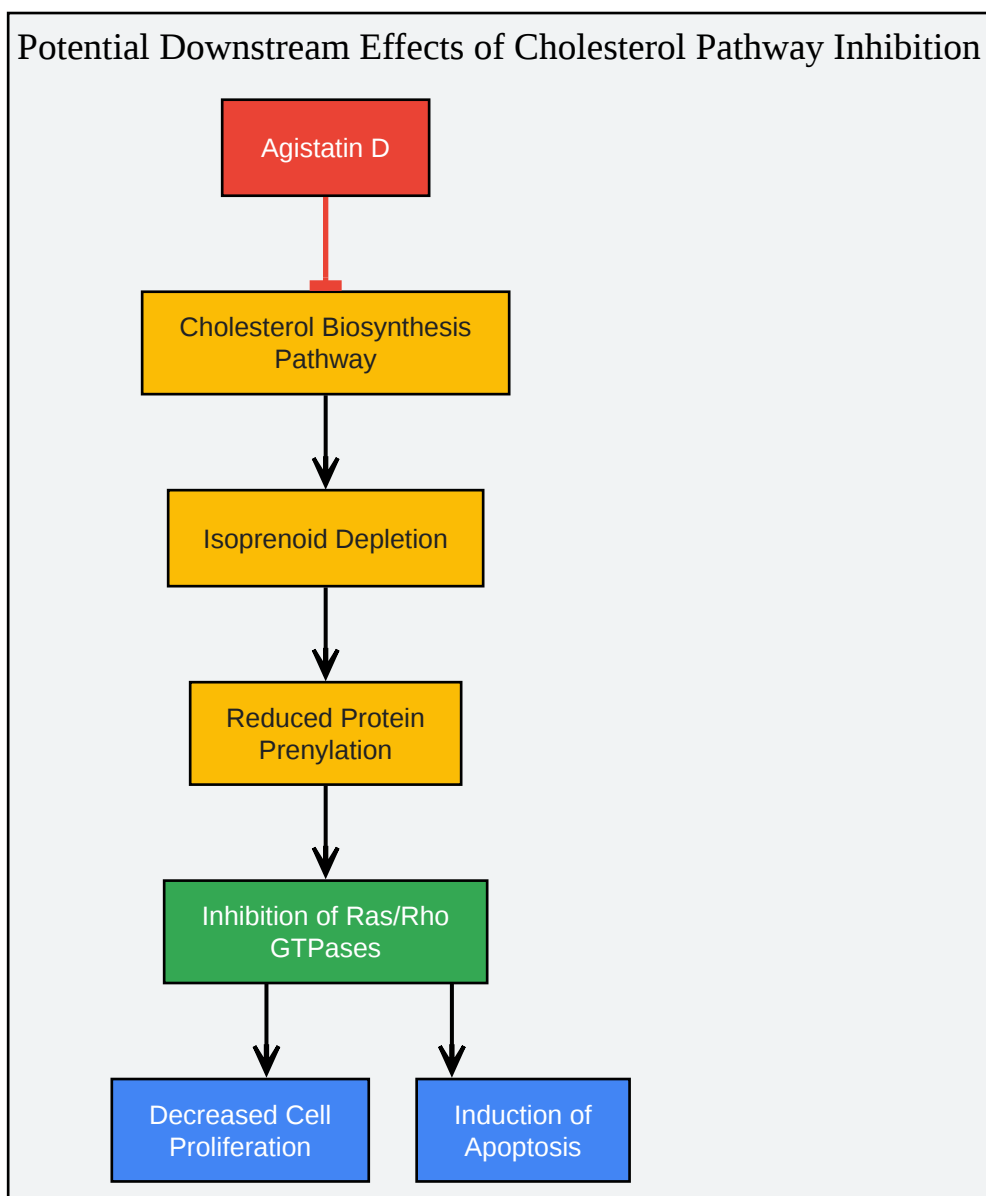 Potential Downstream Effects of Cholesterol Pathway Inhibition
Agistatin D
Cholesterol Biosynthesis
Pathway
Isoprenoid Depletion
Reduced Protein
Prenylation
Inhibition of Ras/Rho
GTPases
Decreased Cell
Proliferation
Induction of
Apoptosis